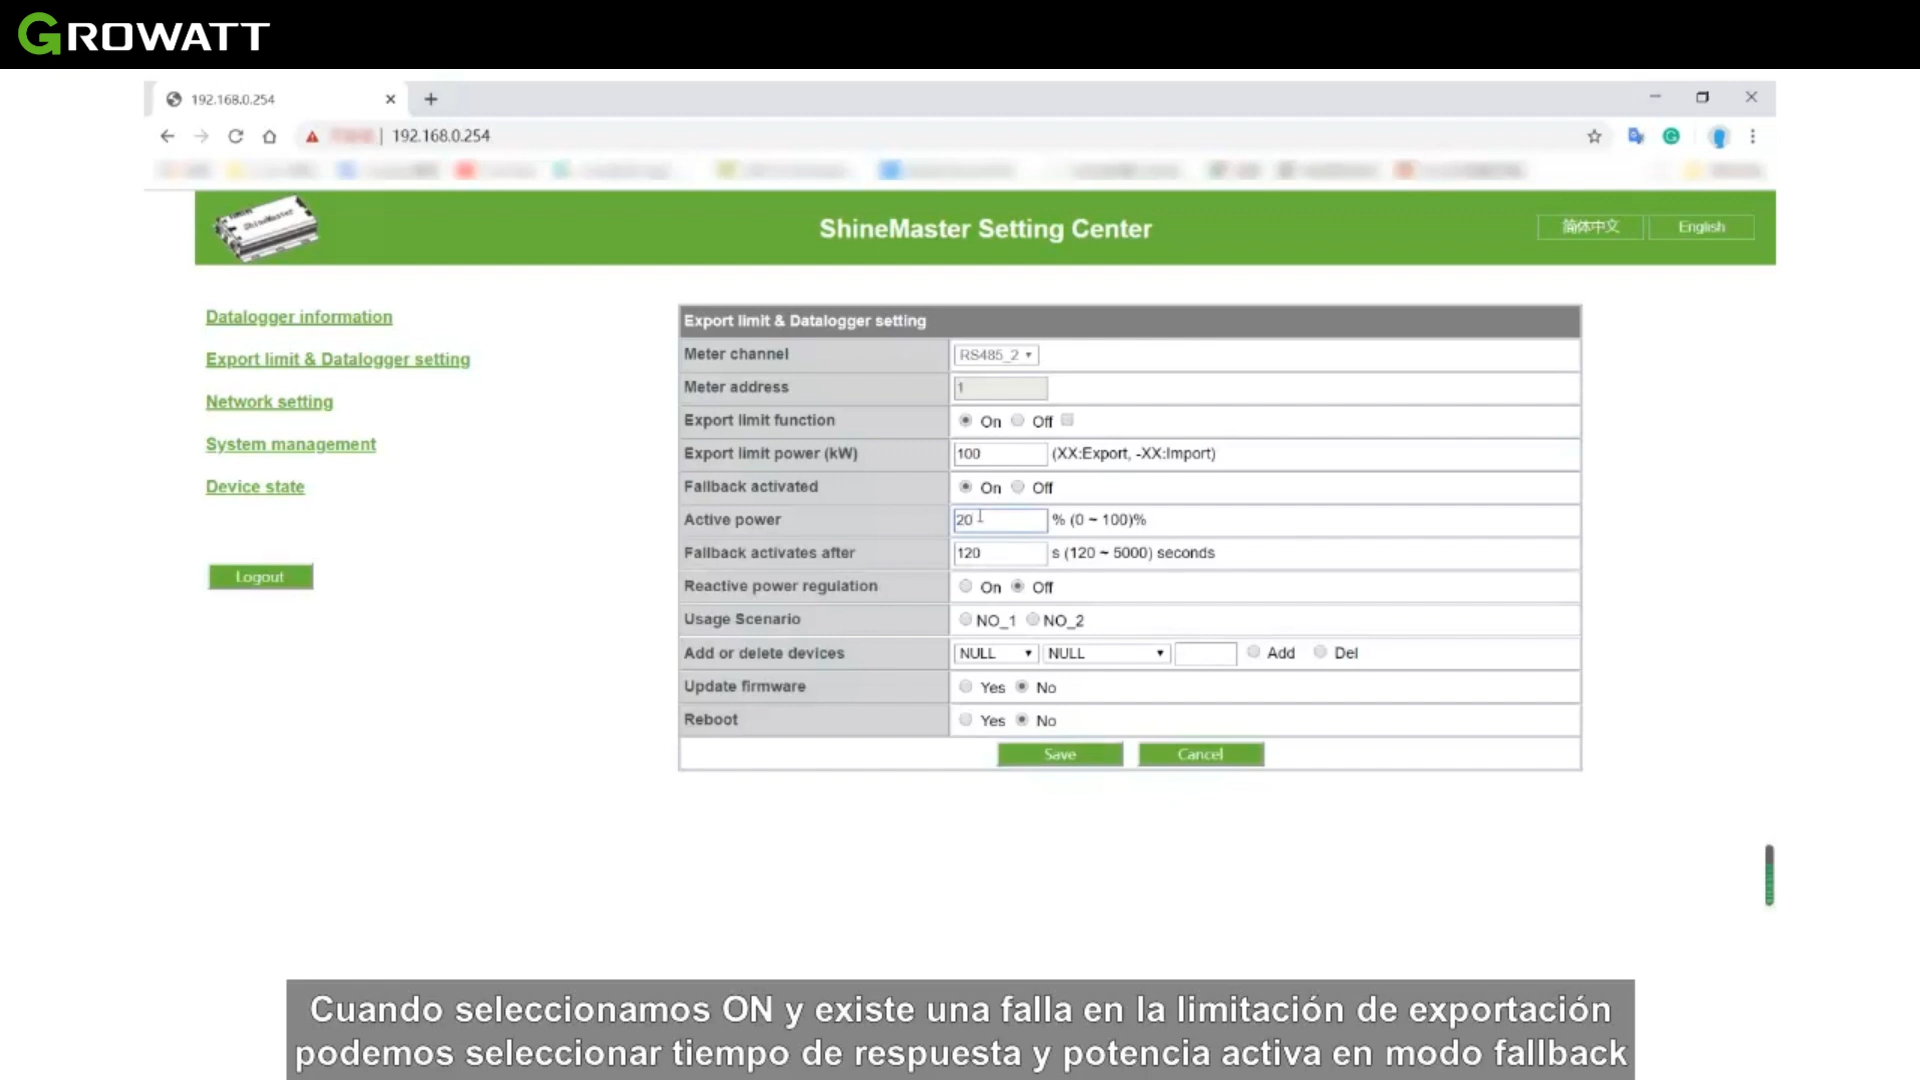 GROWATT
192.168.0.254
192.168.0.254
ShineMaster
ShineMaster Setting Center
简体中文
English
Datalogger information
Export limit & Datalogger setting
Network setting
System management
Device state
Logout
Export limit & Datalogger setting
Meter channel RS485_2
Meter address 1
Export limit function On Off
Export limit power (kW) 100 (XX:Export, -XX:Import)
Fallback activated On Off
Active power 20 % (0 ~ 100)%
Fallback activates after 120 s (120 ~ 5000) seconds
Reactive power regulation On Off
Usage Scenario NO_1 NO_2
Add or delete devices NULL NULL Add Del
Update firmware Yes No
Reboot Yes No
Save Cancel
Cuando seleccionamos ON y existe una falla en la limitación de exportación
podemos seleccionar tiempo de respuesta y potencia activa en modo fallback